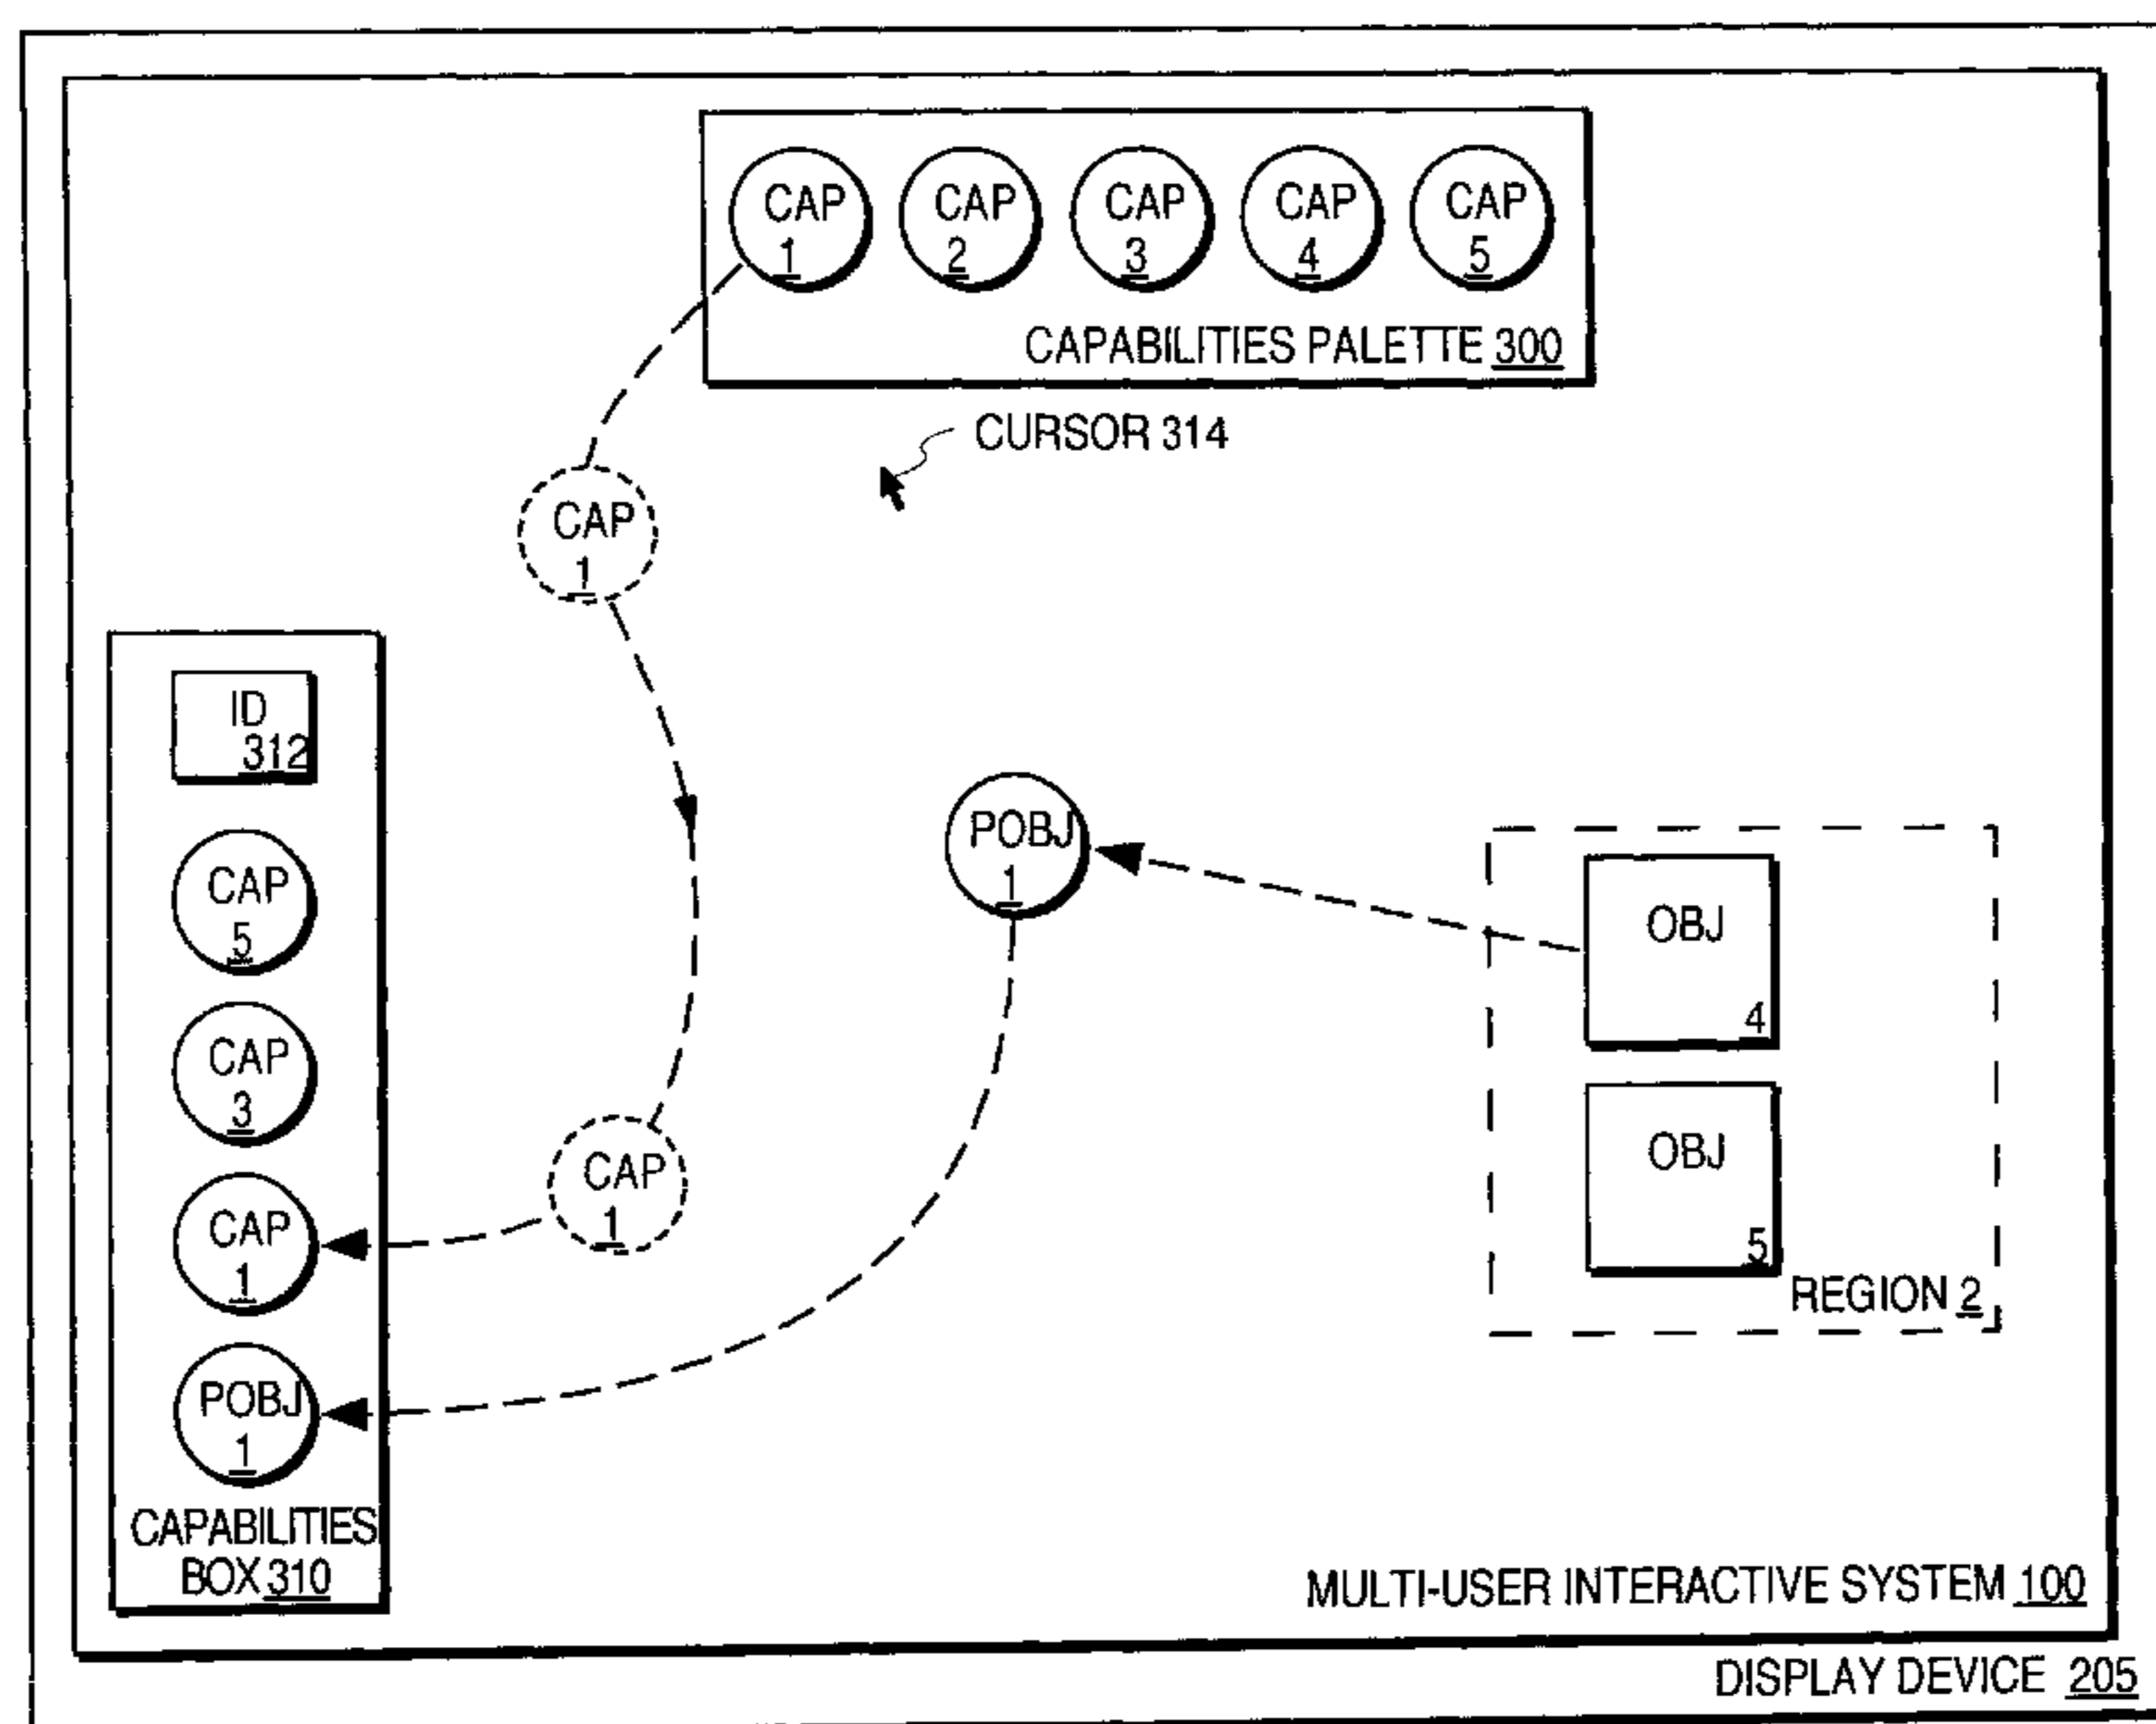 CAP
1
CAP
2
CAP
3
CAP
4
CAP
5
CAPABILITIES PALETTE 300
CURSOR 314
CAP
1
ID
312
CAP
5
CAP
3
CAP
1
POBJ
1
CAPABILITIES
BOX 310
CAP
1
POBJ
1
OBJ
4
OBJ
5
REGION 2
MULTI-USER INTERACTIVE SYSTEM 100
DISPLAY DEVICE 205